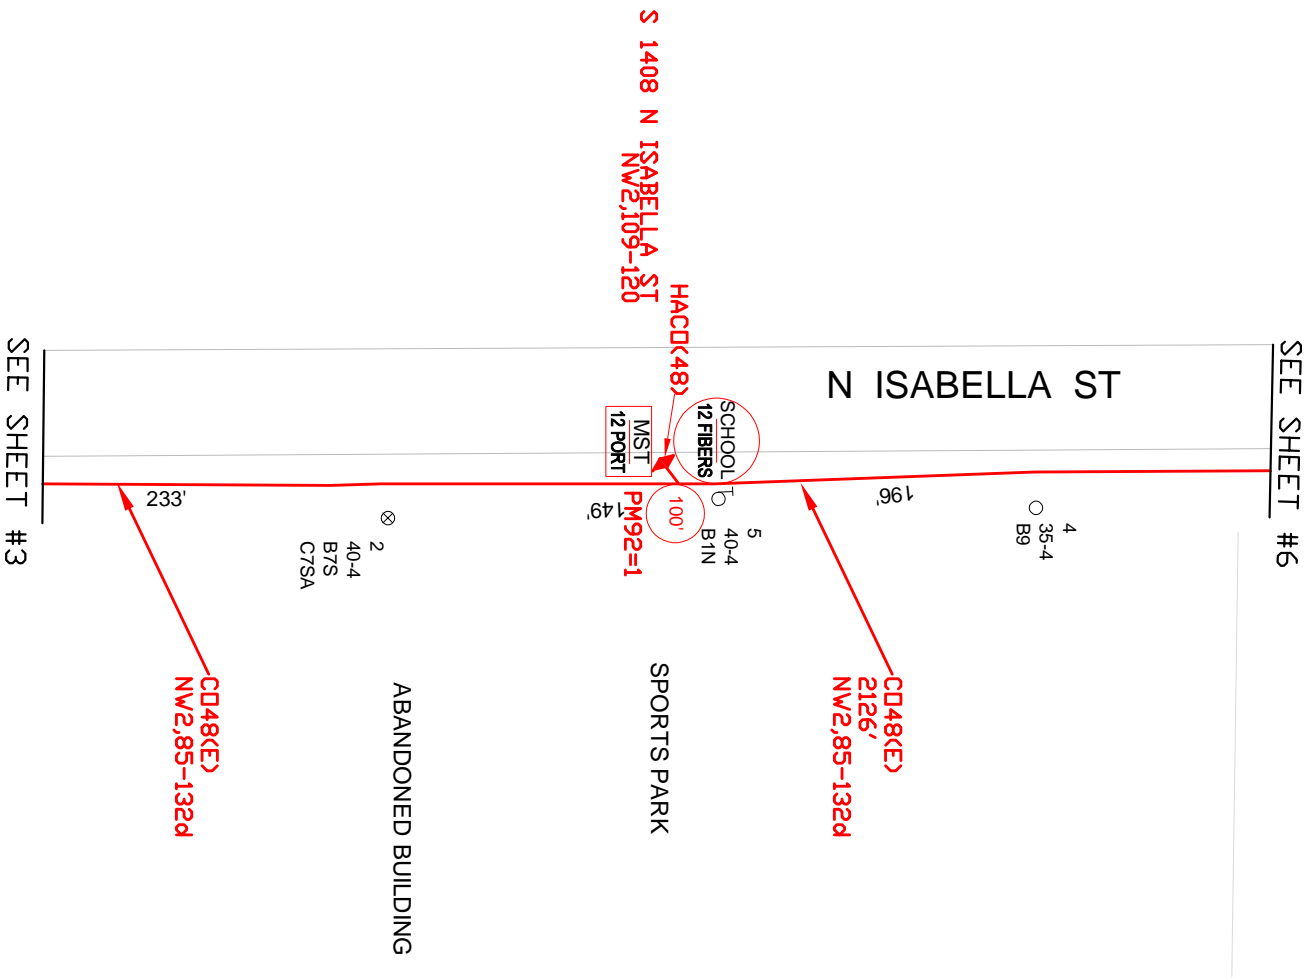 S 1408 N ISABELLA ST
NW2,109-120
HACO(48)
SEE SHEET #3
SEE SHEET #6
N ISABELLA ST
SCHOOL
12 FIBERS
MST
12 PORT
233'
149'
PM92=1
100'
196'
5
40-4
B1N
4
35-4
B9
2
40-4
B7S
C7SA
CO48(E)
NW2,85-132d
ABANDONED BUILDING
SPORTS PARK
CO48(E)
2126'
NW2,85-132d